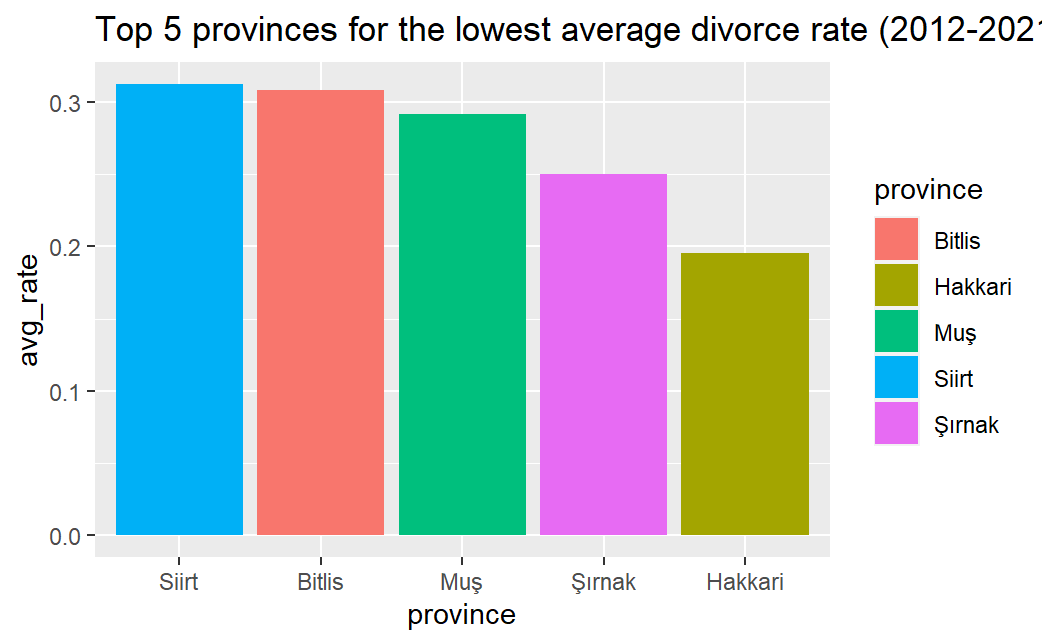 Top 5 provinces for the lowest average divorce rate (2012-2021
avg_rate
0.3
0.2
0.1
0.0
Siirt
Bitlis
Muş
Şırnak
Hakkari
province
province
Bitlis
Hakkari
Muş
Siirt
Şırnak